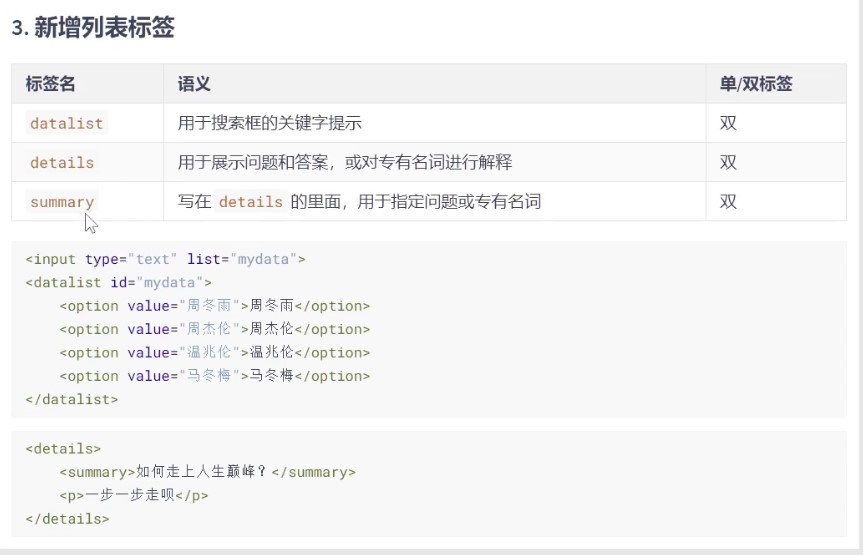 3. 新增列表标签
标签名 语义 单/双标签
datalist 用于搜索框的关键字提示 双
details 用于展示问题和答案，或对专有名词进行解释 双
summary 写在 details 的里面，用于指定问题或专有名词 双
<input type="text" list="mydata">
<datalist id="mydata">
    <option value="周冬雨">周冬雨</option>
    <option value="周杰伦">周杰伦</option>
    <option value="温兆伦">温兆伦</option>
    <option value="马冬梅">马冬梅</option>
</datalist>
<details>
    <summary>如何走上人生巅峰？</summary>
    <p>一步一步走呗</p>
</details>